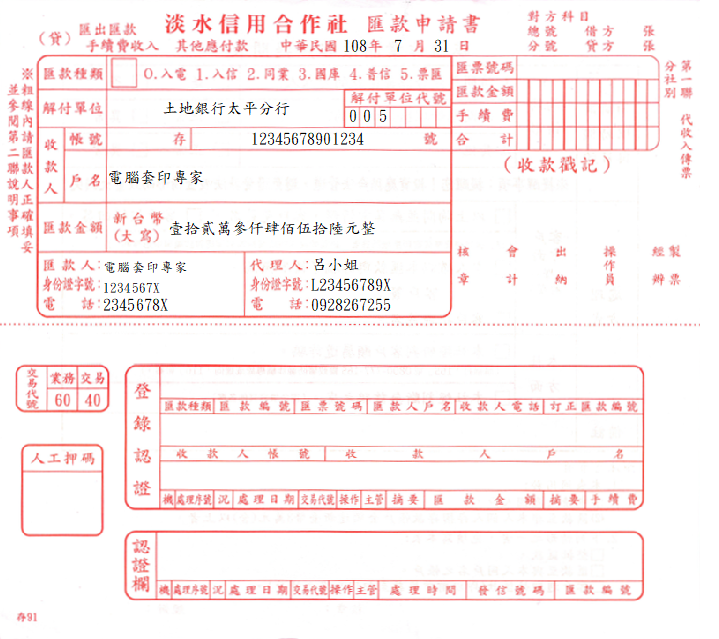 (貸) 匯出匯款 手續費收入 其他應付款
淡水信用合作社 匯款申請書
中華民國 108年 7 月 31 日
對方科目
總號 借方 張
分號 貸方 張
※粗線內請匯款人正確填妥
並參閱第二聯說明事項
匯款種類 0.入電 1.入信 2.同業 3.國庫 4.普信 5.票匯
解付單位 土地銀行太平分行 解付單位代號 005
收款人 帳號 存 12345678901234 號
戶名 電腦套印專家
匯款金額 新台幣(大寫) 壹拾貳萬參仟肆佰伍拾陸元整
匯款人:電腦套印專家 代理人:呂小姐
身份證字號:1234567X 身份證字號:L23456789X
電話:2345678X 電話:0928267255
匯票號碼
匯款金額
手續費
合計
分社別
第一聯 代收入傳票
(收款戳記)
核章 會計 出納 操作員 經辦 製票
交易代號 業務 交易
60 40
人工押碼
登錄認證
匯款種類 匯款編號 匯票號碼 匯款人戶名 收款人電話 訂正匯款編號
收款人帳號 收款人戶名
機 處理序號 沉 處理日期 交易代號 操作 主管 摘要 匯款金額 摘要 手續費
認證欄
機 處理序號 沉 處理日期 交易代號 操作 主管 處理時間 發信號碼 匯款編號